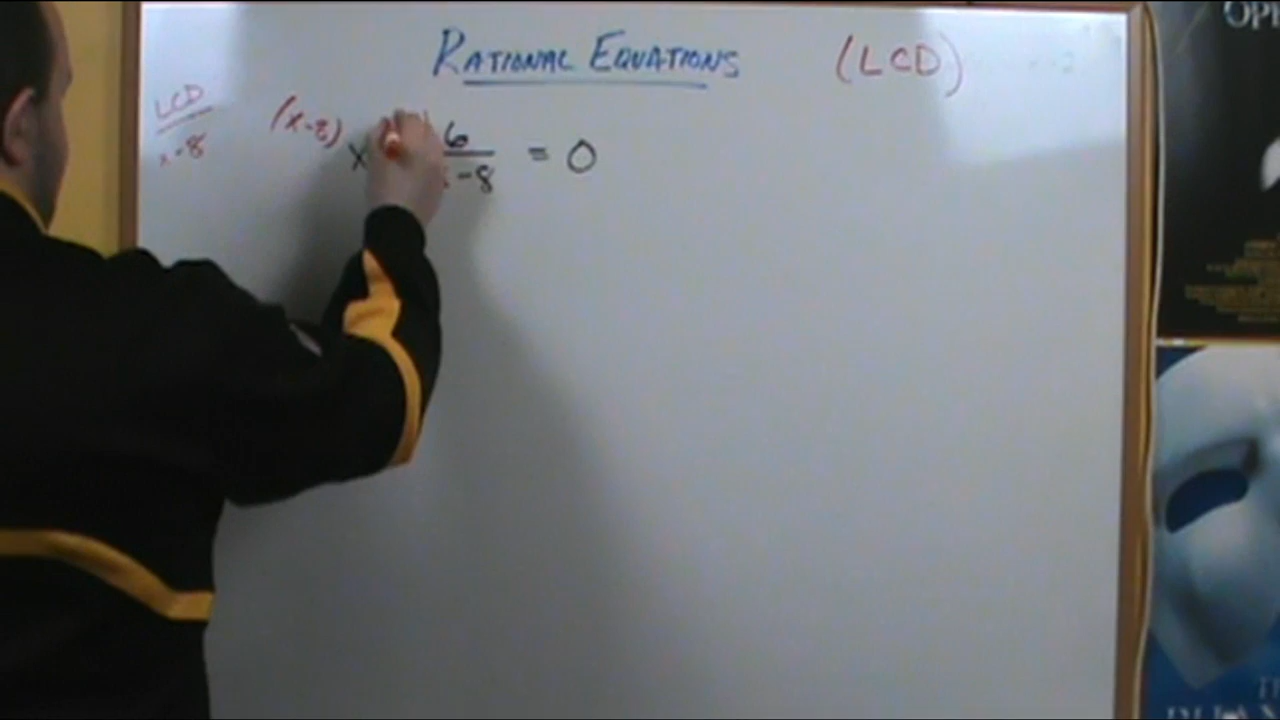 RATIONAL EQUATIONS (LCD)
LCD
x-8
(x-8) x 6/ -8 = 0